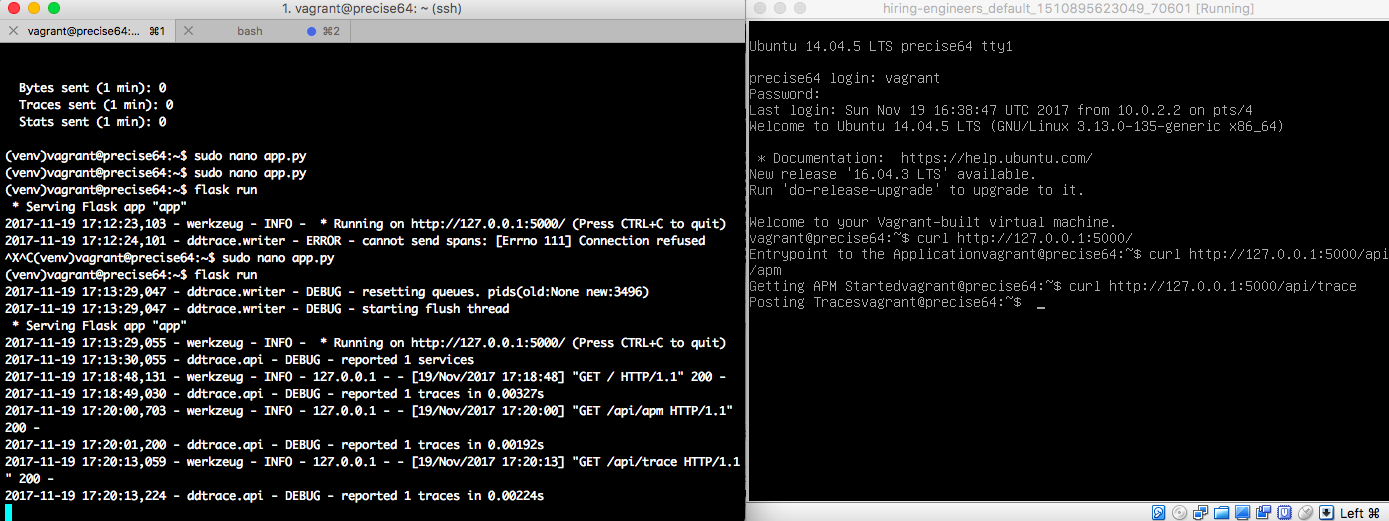 1. vagrant@precise64: ~ (ssh)
vagrant@precise64:... ⌘1
bash ⌘2
Bytes sent (1 min): 0
Traces sent (1 min): 0
Stats sent (1 min): 0
(venv)vagrant@precise64:~$ sudo nano app.py
(venv)vagrant@precise64:~$ sudo nano app.py
(venv)vagrant@precise64:~$ flask run
* Serving Flask app "app"
2017-11-19 17:12:23,103 - werkzeug - INFO -  * Running on http://127.0.0.1:5000/ (Press CTRL+C to quit)
2017-11-19 17:12:24,101 - ddtrace.writer - ERROR - cannot send spans: [Errno 111] Connection refused
^X^C(venv)vagrant@precise64:~$ sudo nano app.py
(venv)vagrant@precise64:~$ flask run
2017-11-19 17:13:29,047 - ddtrace.writer - DEBUG - resetting queues. pids(old:None new:3496)
2017-11-19 17:13:29,047 - ddtrace.writer - DEBUG - starting flush thread
* Serving Flask app "app"
2017-11-19 17:13:29,055 - werkzeug - INFO -  * Running on http://127.0.0.1:5000/ (Press CTRL+C to quit)
2017-11-19 17:13:30,055 - ddtrace.api - DEBUG - reported 1 services
2017-11-19 17:18:48,131 - werkzeug - INFO - 127.0.0.1 - - [19/Nov/2017 17:18:48] "GET / HTTP/1.1" 200 -
2017-11-19 17:18:49,030 - ddtrace.api - DEBUG - reported 1 traces in 0.00327s
2017-11-19 17:20:00,703 - werkzeug - INFO - 127.0.0.1 - - [19/Nov/2017 17:20:00] "GET /api/apm HTTP/1.1"
200 -
2017-11-19 17:20:01,200 - ddtrace.api - DEBUG - reported 1 traces in 0.00192s
2017-11-19 17:20:13,059 - werkzeug - INFO - 127.0.0.1 - - [19/Nov/2017 17:20:13] "GET /api/trace HTTP/1.1
" 200 -
2017-11-19 17:20:13,224 - ddtrace.api - DEBUG - reported 1 traces in 0.00224s
hiring-engineers_default_1510895623049_70601 [Running]
Ubuntu 14.04.5 LTS precise64 tty1
precise64 login: vagrant
Password:
Last login: Sun Nov 19 16:38:47 UTC 2017 from 10.0.2.2 on pts/4
Welcome to Ubuntu 14.04.5 LTS (GNU/Linux 3.13.0-135-generic x86_64)
* Documentation:  https://help.ubuntu.com/
New release '16.04.3 LTS' available.
Run 'do-release-upgrade' to upgrade to it.
Welcome to your Vagrant-built virtual machine.
vagrant@precise64:~$ curl http://127.0.0.1:5000/
Entrypoint to the Applicationvagrant@precise64:~$ curl http://127.0.0.1:5000/api
/apm
Getting APM Startedvagrant@precise64:~$ curl http://127.0.0.1:5000/api/trace
Posting Tracesvagrant@precise64:~$ _
Left ⌘